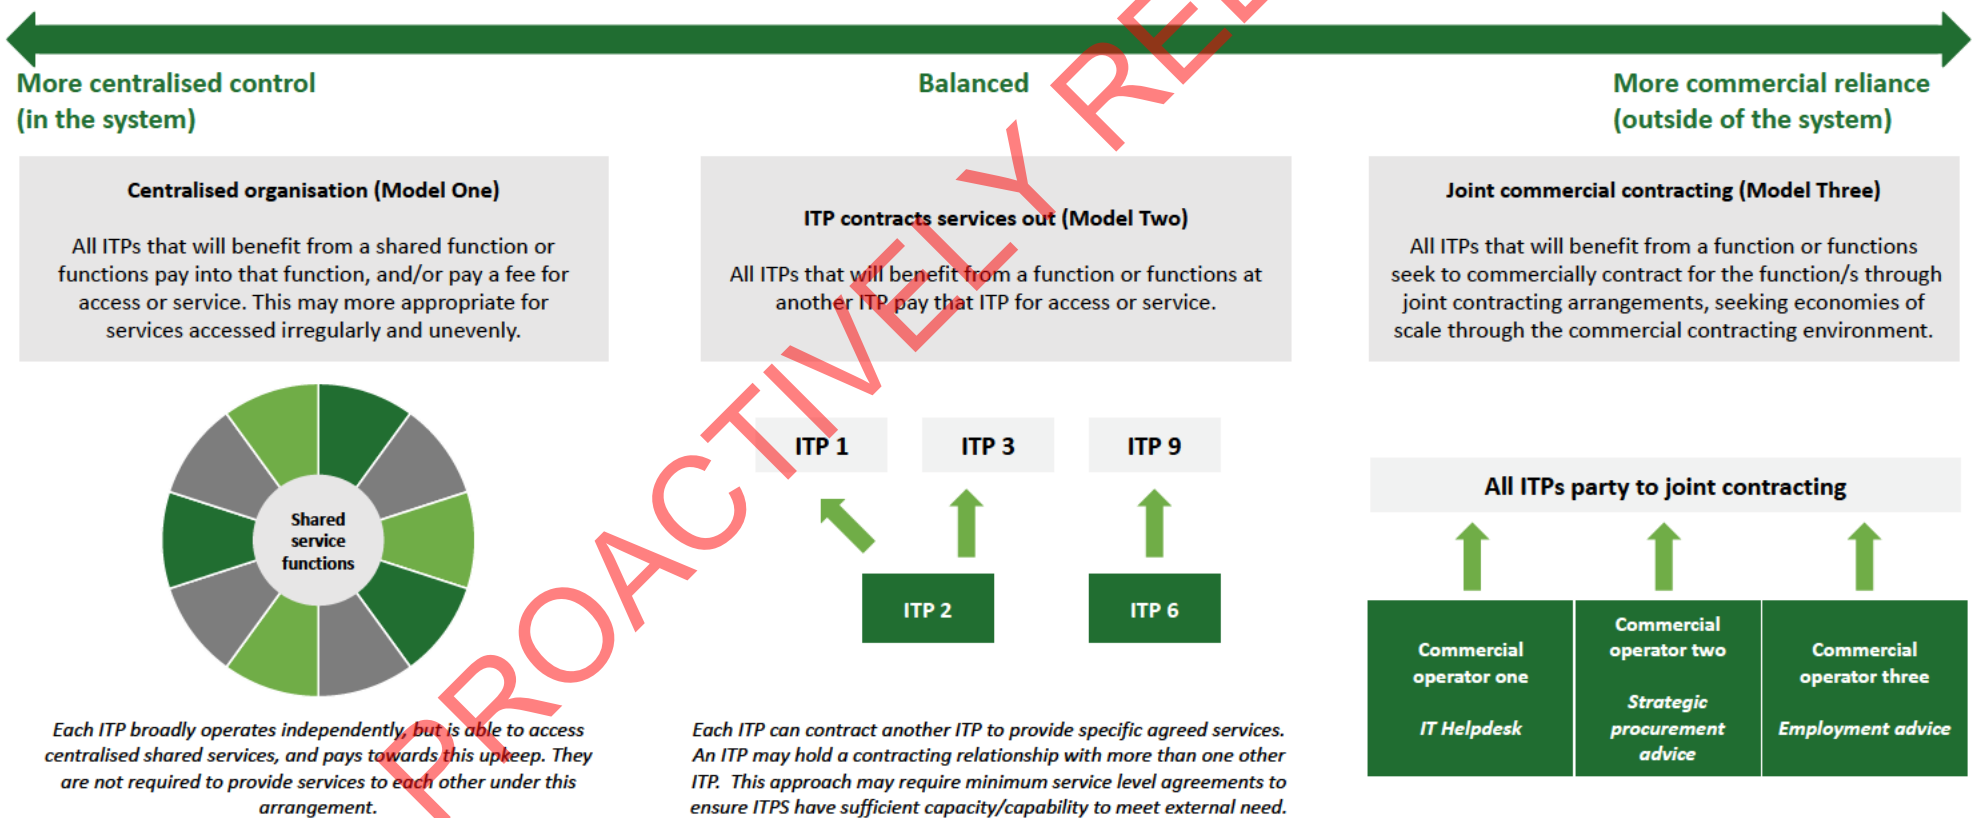 More centralised control
(in the system)
Balanced
More commercial reliance
(outside of the system)
Centralised organisation (Model One)
All ITPs that will benefit from a shared function or
functions pay into that function, and/or pay a fee for
access or service. This may more appropriate for
services accessed irregularly and unevenly.
ITP contracts services out (Model Two)
All ITPs that will benefit from a function or functions at
another ITP pay that ITP for access or service.
Joint commercial contracting (Model Three)
All ITPs that will benefit from a function or functions
seek to commercially contract for the function/s through
joint contracting arrangements, seeking economies of
scale through the commercial contracting environment.
Shared
service
functions
Each ITP broadly operates independently, but is able to access
centralised shared services, and pays towards this upkeep. They
are not required to provide services to each other under this
arrangement.
ITP 1
ITP 3
ITP 9
ITP 2
ITP 6
Each ITP can contract another ITP to provide specific agreed services.
An ITP may hold a contracting relationship with more than one other
ITP. This approach may require minimum service level agreements to
ensure ITPS have sufficient capacity/capability to meet external need.
All ITPs party to joint contracting
Commercial
operator one
IT Helpdesk
Commercial
operator two
Strategic
procurement
advice
Commercial
operator three
Employment advice
PROACTIVELY